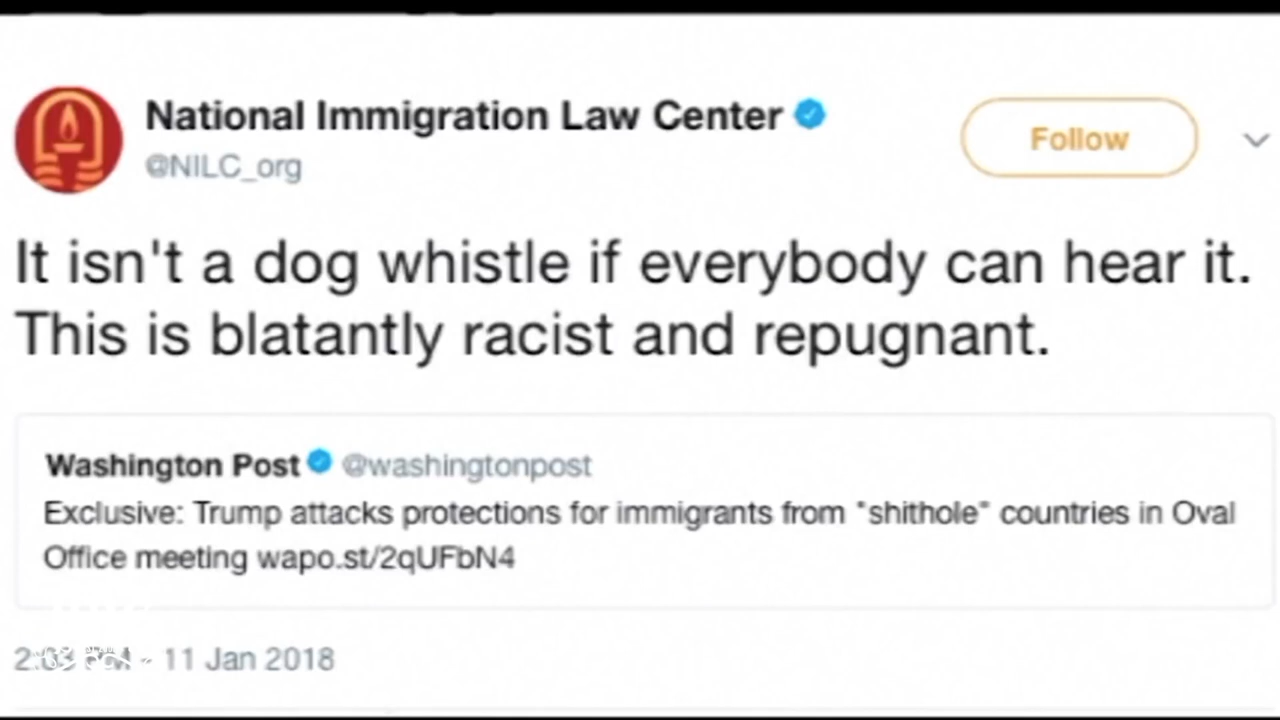 National Immigration Law Center
@NILC_org
Follow
It isn't a dog whistle if everybody can hear it.
This is blatantly racist and repugnant.
Washington Post @washingtonpost
Exclusive: Trump attacks protections for immigrants from "shithole" countries in Oval
Office meeting wapo.st/2qUFbN4
11 Jan 2018